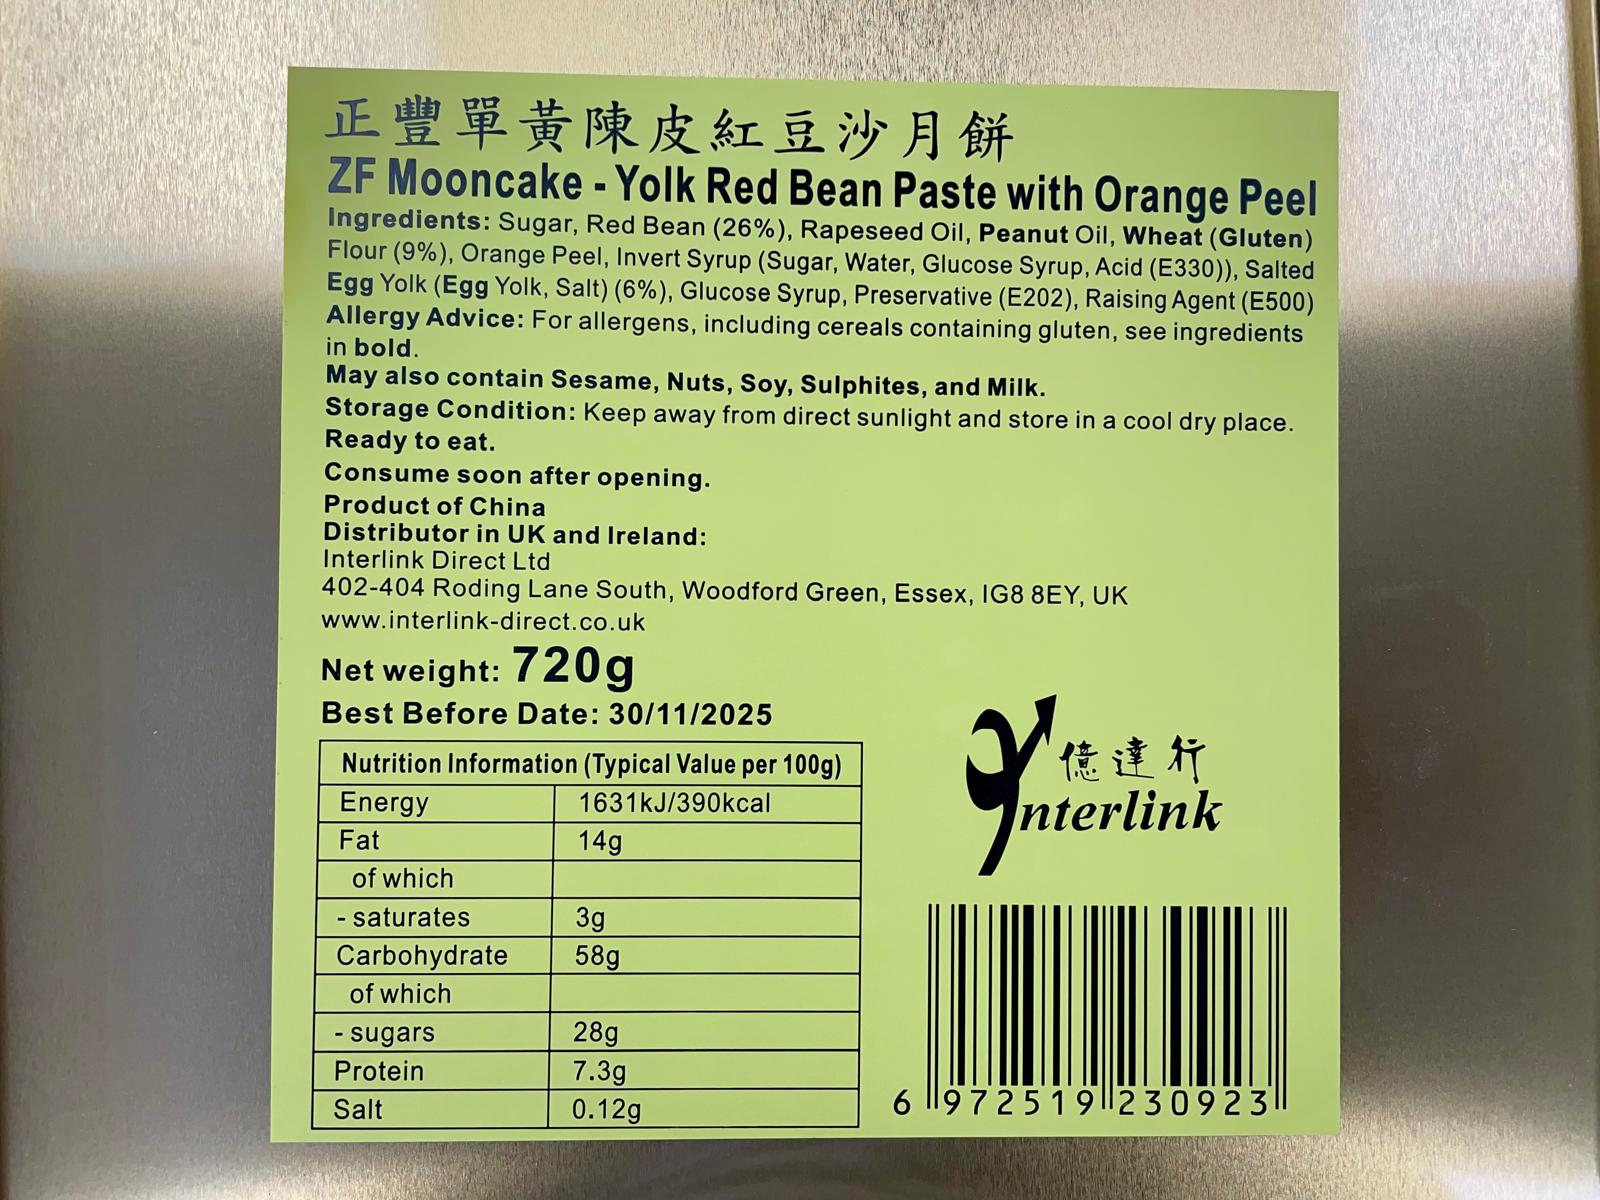 正豐單黃陳皮紅豆沙月餅
ZF Mooncake - Yolk Red Bean Paste with Orange Peel
Ingredients: Sugar, Red Bean (26%), Rapeseed Oil, Peanut Oil, Wheat (Gluten)
Flour (9%), Orange Peel, Invert Syrup (Sugar, Water, Glucose Syrup, Acid (E330)), Salted
Egg Yolk (Egg Yolk, Salt) (6%), Glucose Syrup, Preservative (E202), Raising Agent (E500)
Allergy Advice: For allergens, including cereals containing gluten, see ingredients
in bold.
May also contain Sesame, Nuts, Soy, Sulphites, and Milk.
Storage Condition: Keep away from direct sunlight and store in a cool dry place.
Ready to eat.
Consume soon after opening.
Product of China
Distributor in UK and Ireland:
Interlink Direct Ltd
402-404 Roding Lane South, Woodford Green, Essex, IG8 8EY, UK
www.interlink-direct.co.uk
Net weight: 720g
Best Before Date: 30/11/2025
Nutrition Information (Typical Value per 100g)
Energy 1631kJ/390kcal
Fat 14g
of which
- saturates 3g
Carbohydrate 58g
of which
- sugars 28g
Protein 7.3g
Salt 0.12g
億達行
Interlink
6 972519 230923